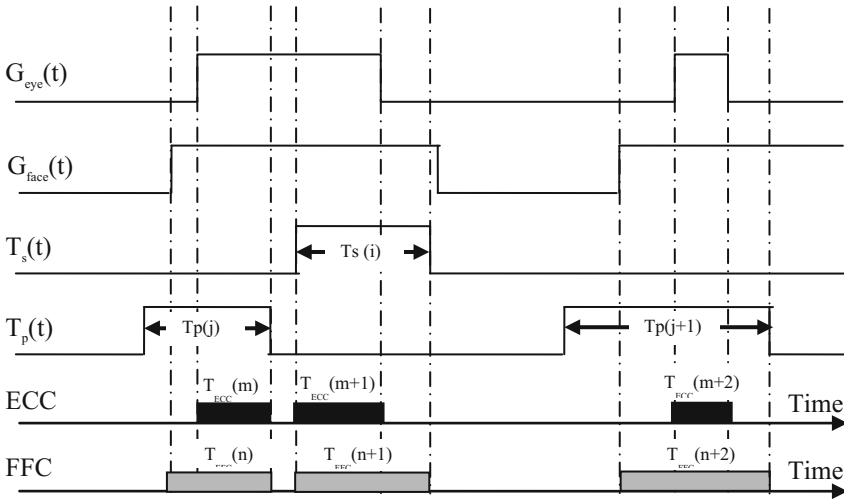 G_eye(t)
G_face(t)
T_s(t)
Ts (i)
T_p(t)
Tp(j)
Tp(j+1)
ECC
T_ECC(m)
T_ECC(m+1)
T_ECC(m+2)
Time
FFC
T_FFC(n)
T_FFC(n+1)
T_FFC(n+2)
Time